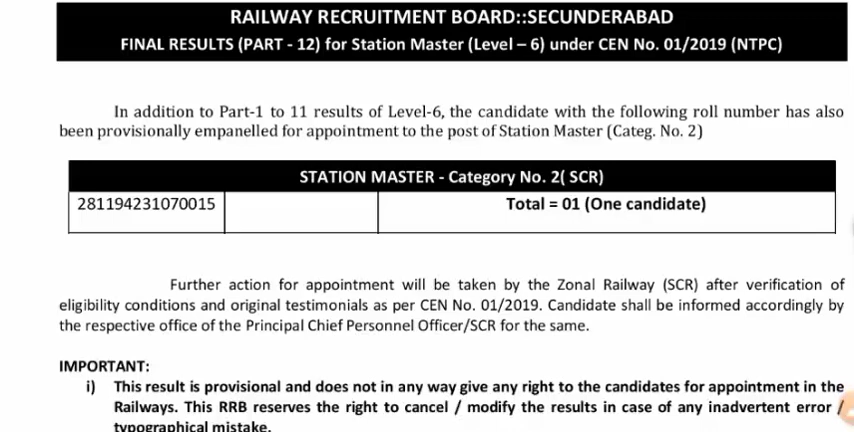 RAILWAY RECRUITMENT BOARD::SECUNDERABAD
FINAL RESULTS (PART - 12) for Station Master (Level – 6) under CEN No. 01/2019 (NTPC)
In addition to Part-1 to 11 results of Level-6, the candidate with the following roll number has also
been provisionally empanelled for appointment to the post of Station Master (Categ. No. 2)
STATION MASTER - Category No. 2( SCR)
281194231070015 Total = 01 (One candidate)
Further action for appointment will be taken by the Zonal Railway (SCR) after verification of
eligibility conditions and original testimonials as per CEN No. 01/2019. Candidate shall be informed accordingly by
the respective office of the Principal Chief Personnel Officer/SCR for the same.
IMPORTANT:
i) This result is provisional and does not in any way give any right to the candidates for appointment in the
Railways. This RRB reserves the right to cancel / modify the results in case of any inadvertent error /
typographical mistake.